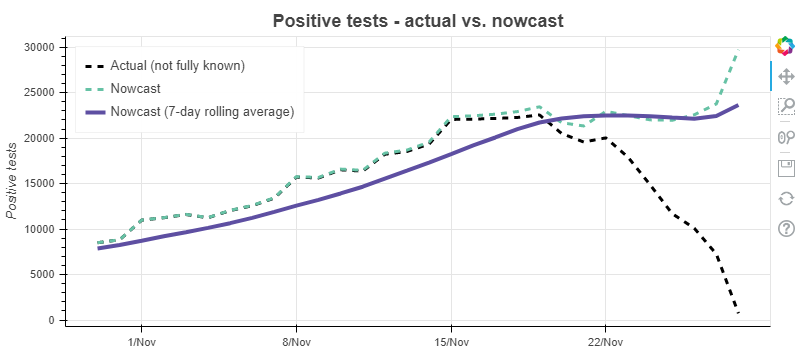 Positive tests - actual vs. nowcast
Positive tests
30000
25000
20000
15000
10000
5000
0
Actual (not fully known)
Nowcast
Nowcast (7-day rolling average)
1/Nov
8/Nov
15/Nov
22/Nov